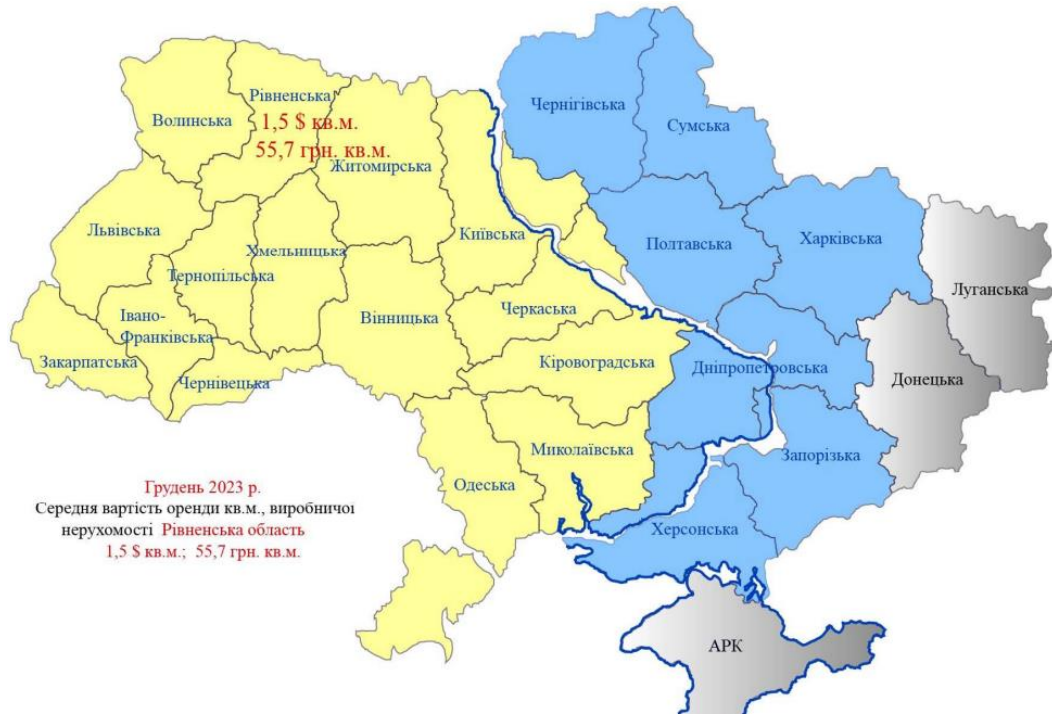 Волинська
Рівненська
1,5 $ кв.м.
55,7 грн. кв.м.
Житомирська
Чернігівська
Сумська
Львівська
Тернопільська
Хмельницька
Київська
Полтавська
Харківська
Луганська
Івано-
Франківська
Закарпатська
Чернівецька
Вінницька
Черкаська
Кіровоградська
Дніпропетровська
Донецька
Одеська
Миколаївська
Запорізька
Херсонська
АРК
Грудень 2023 р.
Середня вартість оренди кв.м., виробничої
нерухомості Рівненська область
1,5 $ кв.м.; 55,7 грн. кв.м.